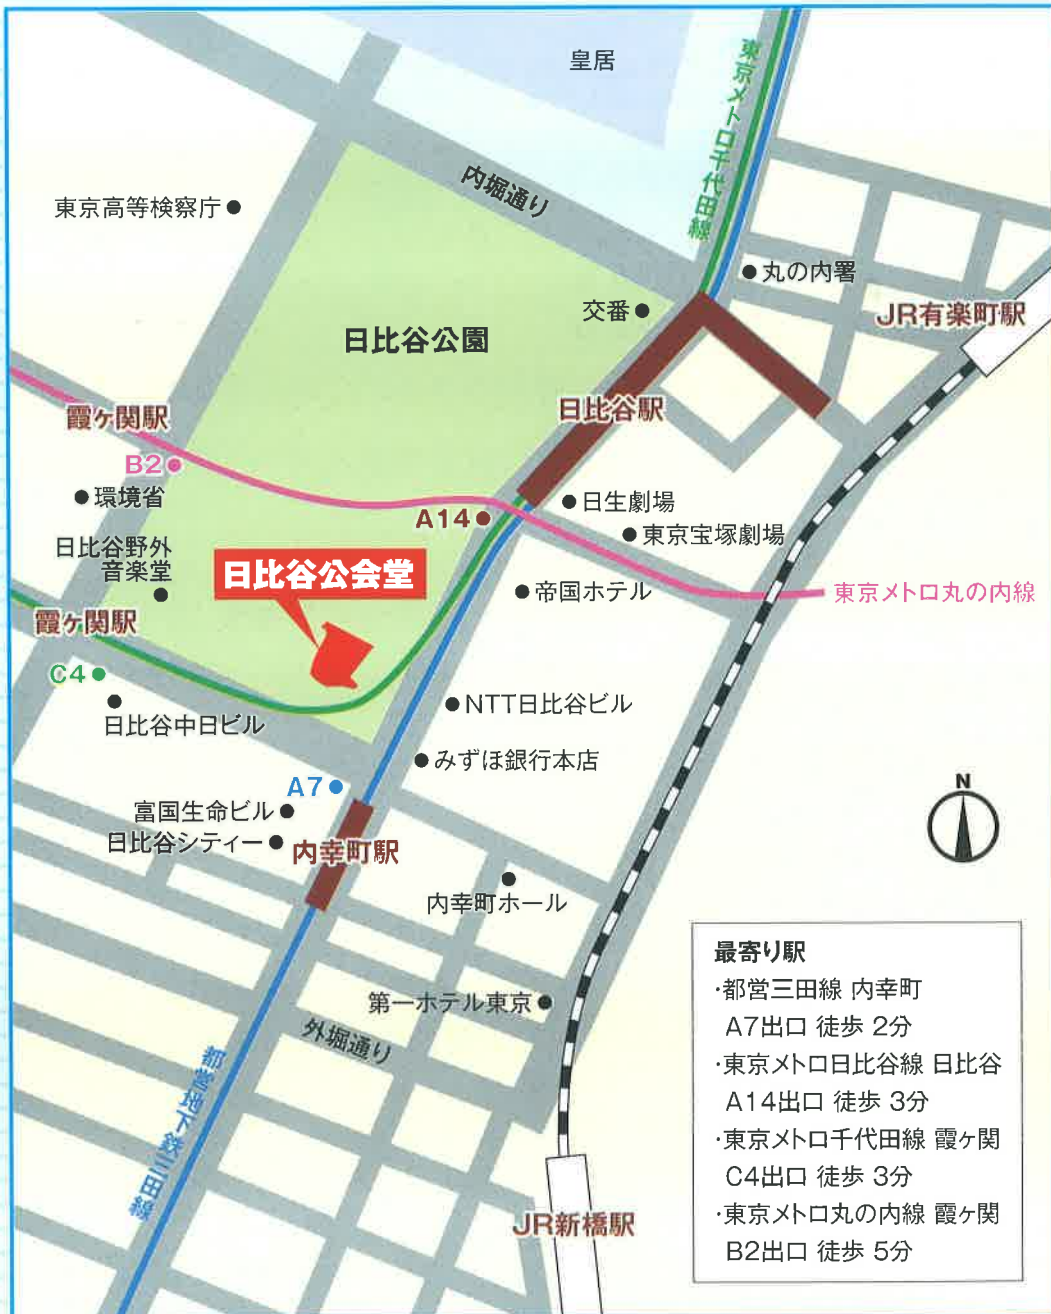 皇居
東京メトロ千代田線
内堀通り
東京高等検察庁
丸の内署
交番
JR有楽町駅
日比谷公園
日比谷駅
霞ヶ関駅
B2
環境省
日生劇場
A14
東京宝塚劇場
日比谷野外
音楽堂
日比谷公会堂
帝国ホテル
東京メトロ丸の内線
霞ヶ関駅
C4
日比谷中日ビル
NTT日比谷ビル
みずほ銀行本店
A7
富国生命ビル
日比谷シティー
内幸町駅
N
内幸町ホール
第一ホテル東京
外堀通り
都営地下鉄三田線
JR新橋駅
最寄り駅
・都営三田線 内幸町
A7出口 徒歩 2分
・東京メトロ日比谷線 日比谷
A14出口 徒歩 3分
・東京メトロ千代田線 霞ヶ関
C4出口 徒歩 3分
・東京メトロ丸の内線 霞ヶ関
B2出口 徒歩 5分